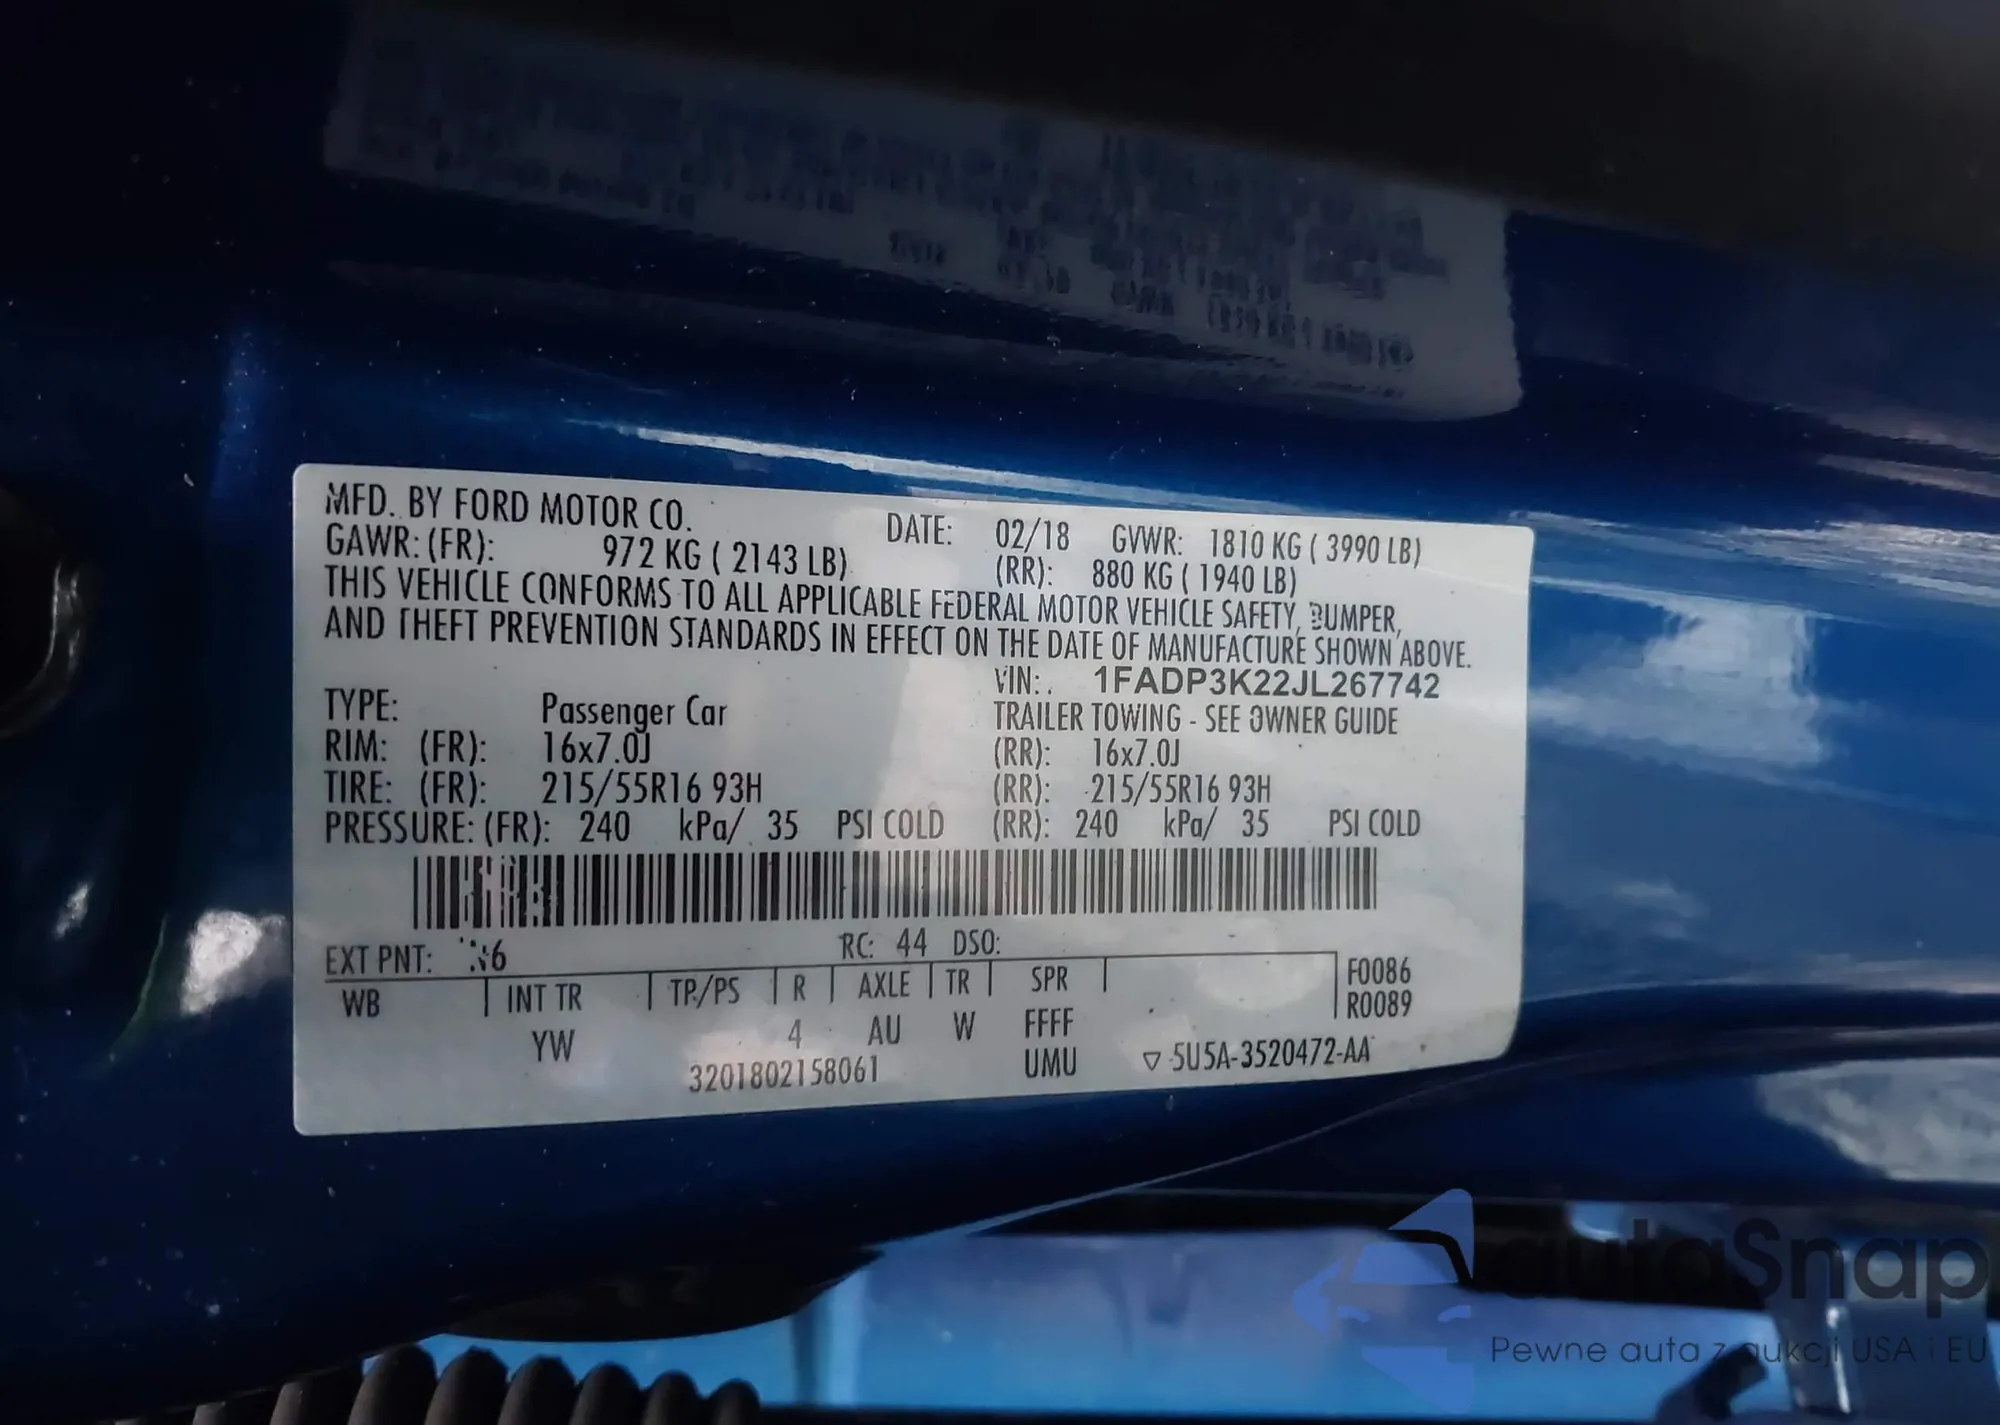 MFD. BY FORD MOTOR CO. DATE: 02/18 GVWR: 1810 KG ( 3990 LB)
GAWR: (FR): 972 KG ( 2143 LB) (RR): 880 KG ( 1940 LB)
THIS VEHICLE CONFORMS TO ALL APPLICABLE FEDERAL MOTOR VEHICLE SAFETY, BUMPER,
AND THEFT PREVENTION STANDARDS IN EFFECT ON THE DATE OF MANUFACTURE SHOWN ABOVE.
VIN: 1FADP3K22JL267742
TYPE: Passenger Car TRAILER TOWING - SEE OWNER GUIDE
RIM: (FR): 16x7.0J (RR): 16x7.0J
TIRE: (FR): 215/55R16 93H (RR): 215/55R16 93H
PRESSURE: (FR): 240 kPa/ 35 PSI COLD (RR): 240 kPa/ 35 PSI COLD
EXT PNT: RC: 44 DSO:
WB INT TR TP/PS R AXLE TR SPR F0086
R0089
YW 4 AU W FFFF
3201802158061 UMU ▽ 5U5A-3520472-AA
autaSnap
Pewne auta z aukcji USA i EU